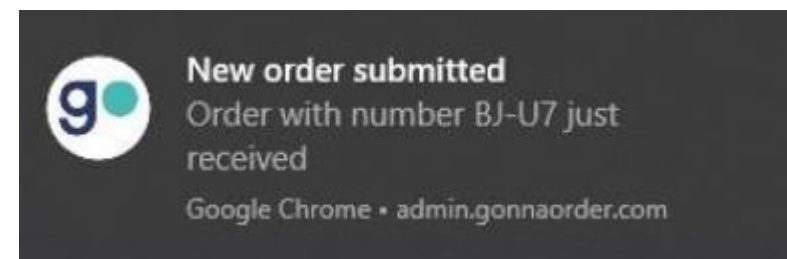 go
New order submitted
Order with number BJ-U7 just
received
Google Chrome • admin.gonnaorder.com